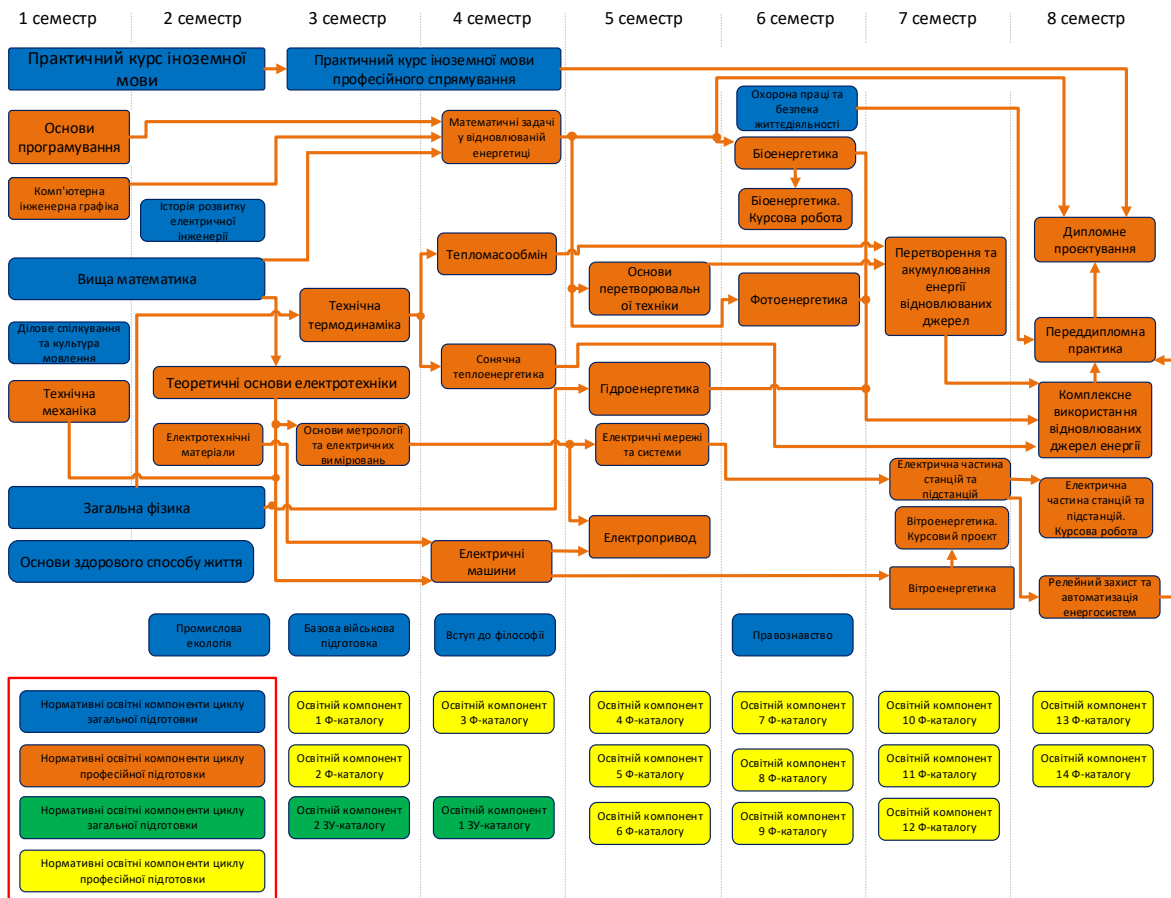 1 семестр
2 семестр
3 семестр
4 семестр
5 семестр
6 семестр
7 семестр
8 семестр
Практичний курс іноземної
мови
Практичний курс іноземної мови
професійного спрямування
Основи
програмування
Математичні задачі
у відновлюваній
енергетиці
Охорона праці та
безпека
життєдіяльності
Біоенергетика
Комп'ютерна
інженерна графіка
Історія розвитку
електричної
інженерії
Біоенергетика.
Курсова робота
Дипломне
проєктування
Вища математика
Тепломасообмін
Основи
перетворювальн
ої техніки
Фотоенергетика
Перетворення та
акумулювання
енергії
відновлюваних
джерел
Технічна
термодинаміка
Ділове спілкування
та культура
мовлення
Сонячна
теплоенергетика
Переддипломна
практика
Технічна
механіка
Теоретичні основи електротехніки
Гідроенергетика
Комплексне
використання
відновлюваних
джерел енергії
Електротехнічні
матеріали
Основи метрології
та електричних
вимірювань
Електричні мережі
та системи
Електрична частина
станцій та
підстанцій
Електрична
частина станцій та
підстанцій.
Курсова робота
Загальна фізика
Електропривод
Вітроенергетика.
Курсовий проєкт
Основи здорового способу життя
Електричні
машини
Вітроенергетика
Релейний захист та
автоматизація
енергосистем
Промислова
екологія
Базова військова
підготовка
Вступ до філософії
Правознавство
Нормативні освітні компоненти циклу
загальної підготовки
Освітній компонент
1 Ф-каталогу
Освітній компонент
3 Ф-каталогу
Освітній компонент
4 Ф-каталогу
Освітній компонент
7 Ф-каталогу
Освітній компонент
10 Ф-каталогу
Освітній компонент
13 Ф-каталогу
Нормативні освітні компоненти циклу
професійної підготовки
Освітній компонент
2 Ф-каталогу
Освітній компонент
5 Ф-каталогу
Освітній компонент
8 Ф-каталогу
Освітній компонент
11 Ф-каталогу
Освітній компонент
14 Ф-каталогу
Нормативні освітні компоненти циклу
загальної підготовки
Освітній компонент
2 ЗУ-каталогу
Освітній компонент
1 ЗУ-каталогу
Освітній компонент
6 Ф-каталогу
Освітній компонент
9 Ф-каталогу
Освітній компонент
12 Ф-каталогу
Нормативні освітні компоненти циклу
професійної підготовки